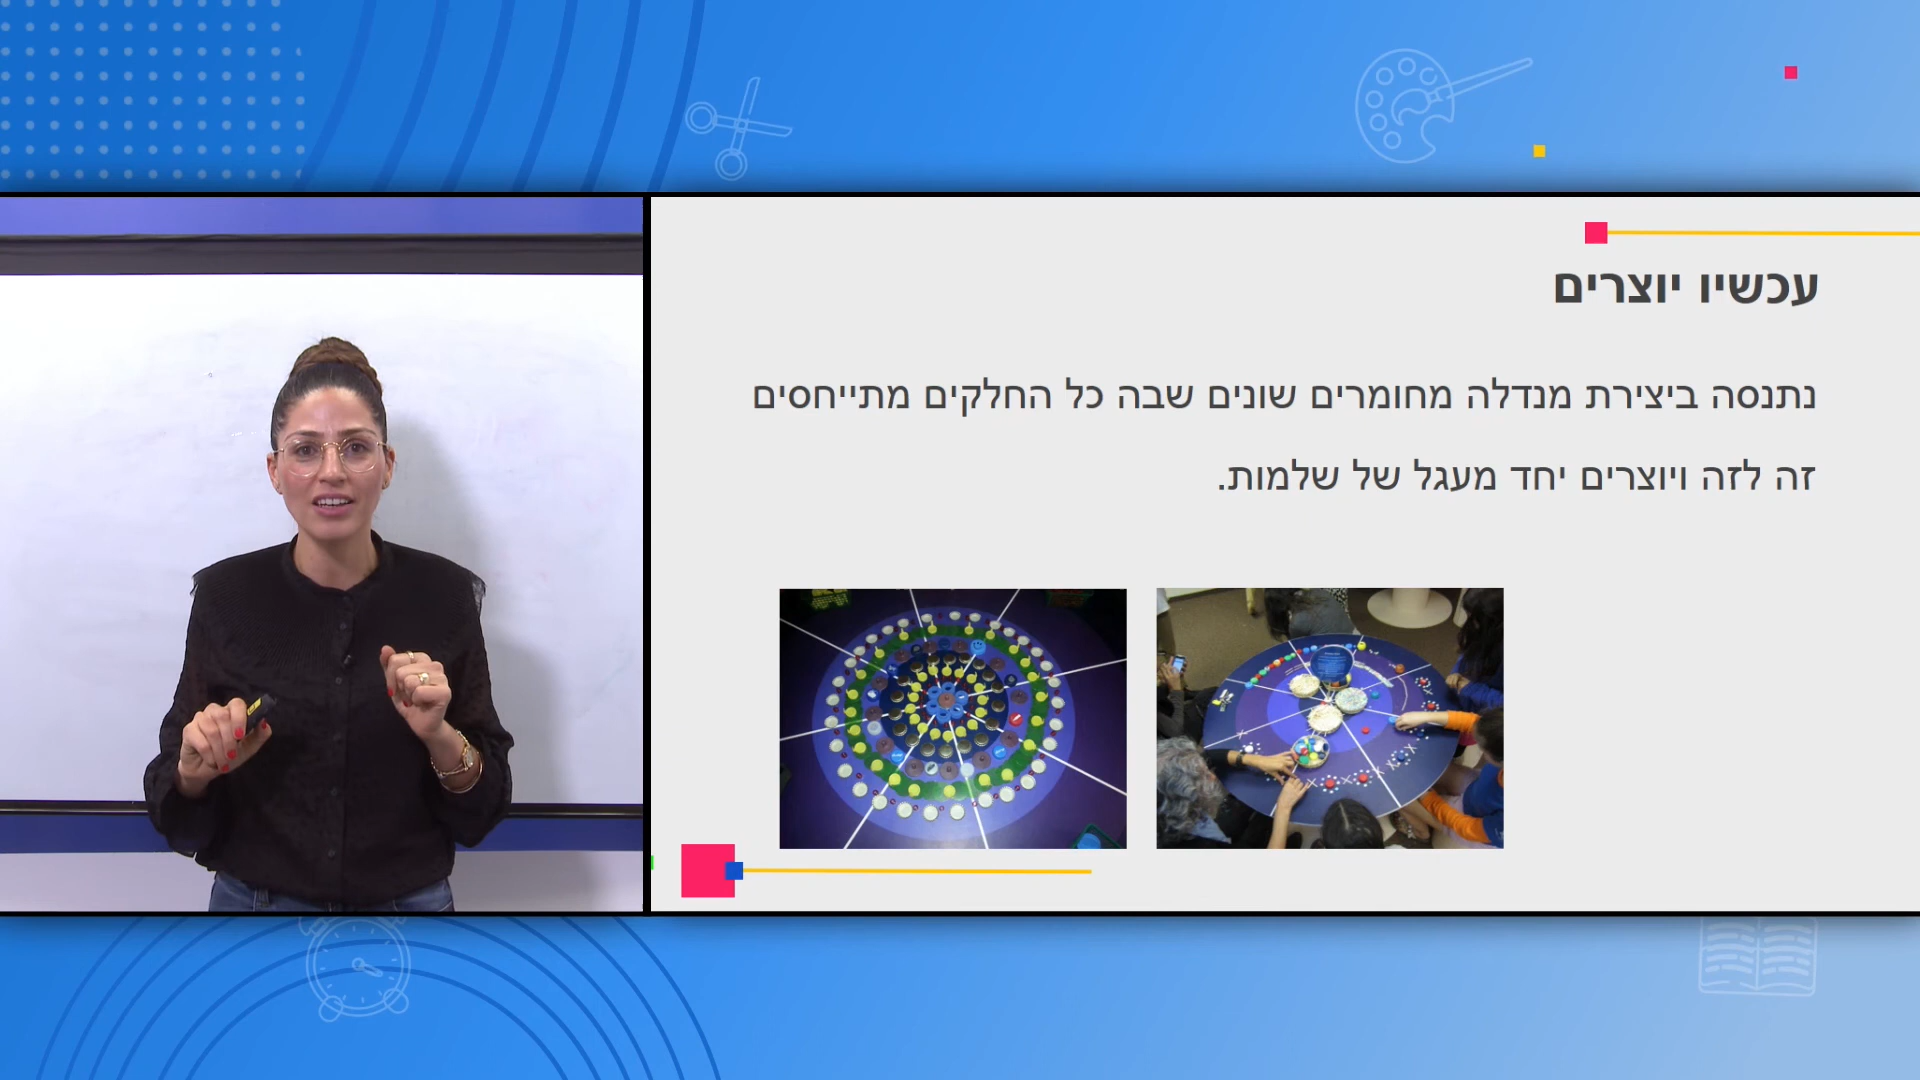 עכשיו יוצרים
נתנסה ביצירת מנדלה מחומרים שונים שבה כל החלקים מתייחסים
זה לזה ויוצרים יחד מעגל של שלמות.